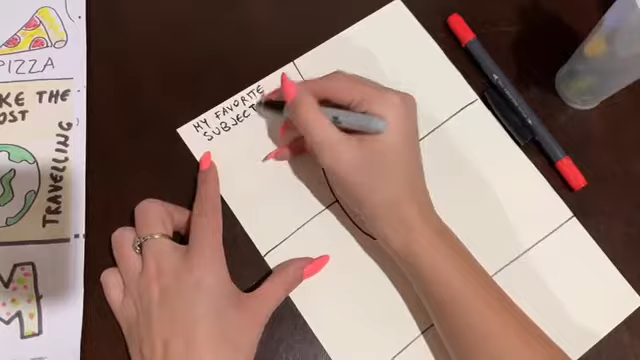 PIZZA
KE THE
OST
TRAVELLING
MY FAVORITE
SUBJECT
M